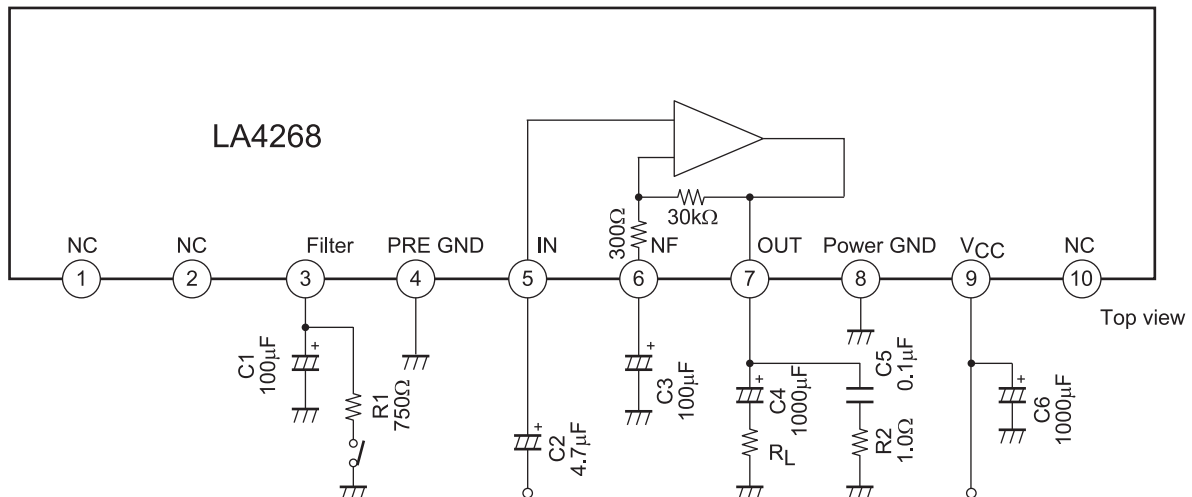 LA4268
300Ω
30kΩ
NC
NC
Filter
PRE GND
IN
NF
OUT
Power GND
VCC
NC
1
2
3
4
5
6
7
8
9
10
Top view
+
C1
100μF
R1
750Ω
+
C2
4.7μF
+
C3
100μF
+
C4
1000μF
RL
C5
0.1μF
R2
1.0Ω
+
C6
1000μF